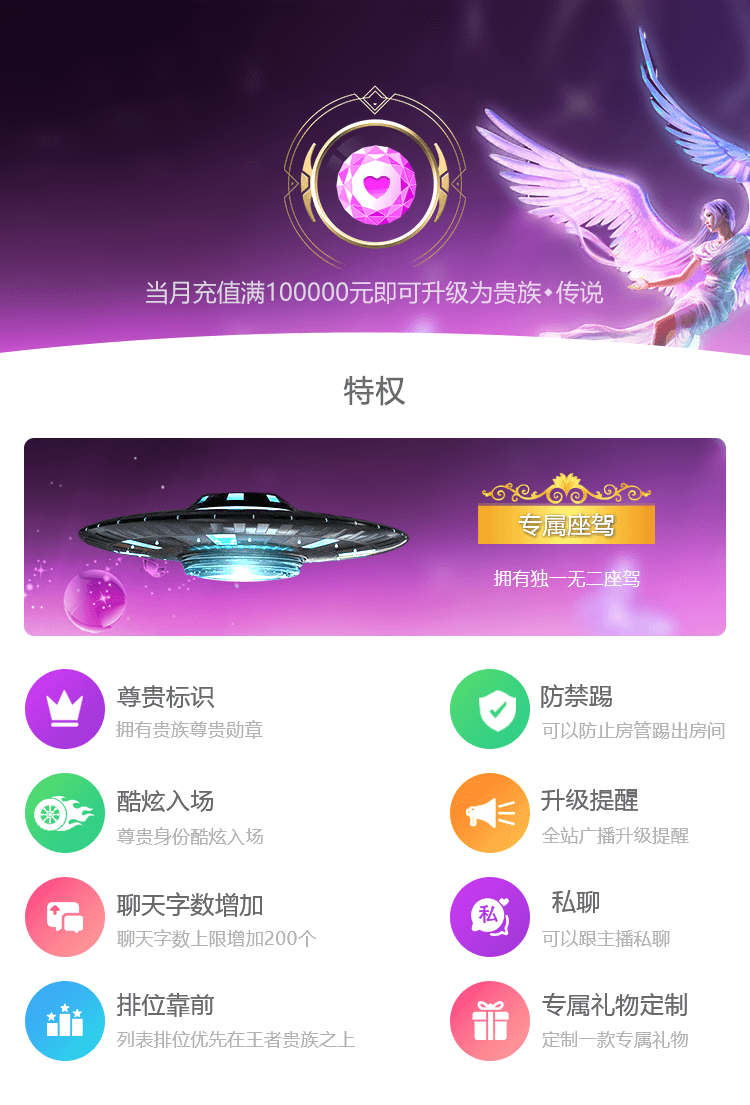 当月充值满100000元即可升级为贵族◆传说
特权
专属座驾
拥有独一无二座驾
尊贵标识
拥有贵族尊贵勋章
防禁踢
可以防止房管踢出房间
酷炫入场
尊贵身份酷炫入场
升级提醒
全站广播升级提醒
聊天字数增加
聊天字数上限增加200个
私
私聊
可以跟主播私聊
排位靠前
列表排位优先在王者贵族之上
专属礼物定制
定制一款专属礼物